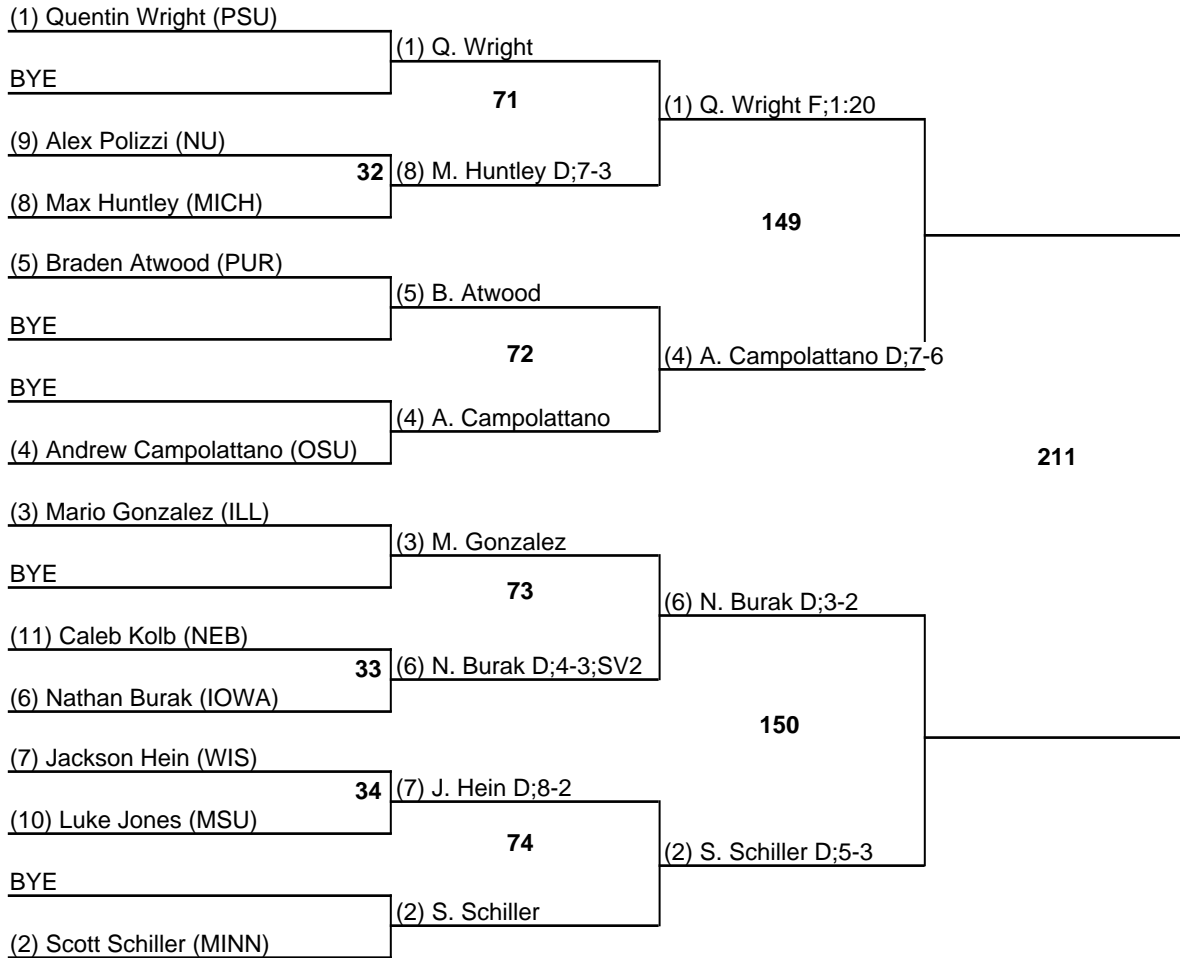 (1) Quentin Wright (PSU)
(1) Q. Wright
BYE
71
(1) Q. Wright F;1:20
(9) Alex Polizzi (NU)
32
(8) M. Huntley D;7-3
(8) Max Huntley (MICH)
149
(5) Braden Atwood (PUR)
(5) B. Atwood
BYE
72
(4) A. Campolattano D;7-6
BYE
(4) A. Campolattano
(4) Andrew Campolattano (OSU)
211
(3) Mario Gonzalez (ILL)
(3) M. Gonzalez
BYE
73
(6) N. Burak D;3-2
(11) Caleb Kolb (NEB)
33
(6) N. Burak D;4-3;SV2
(6) Nathan Burak (IOWA)
150
(7) Jackson Hein (WIS)
34
(7) J. Hein D;8-2
(10) Luke Jones (MSU)
74
(2) S. Schiller D;5-3
BYE
(2) S. Schiller
(2) Scott Schiller (MINN)